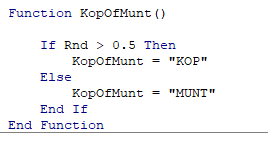 Function KopOfMunt()
If Rnd > 0.5 Then
KopOfMunt = "KOP"
Else
KopOfMunt = "MUNT"
End If
End Function